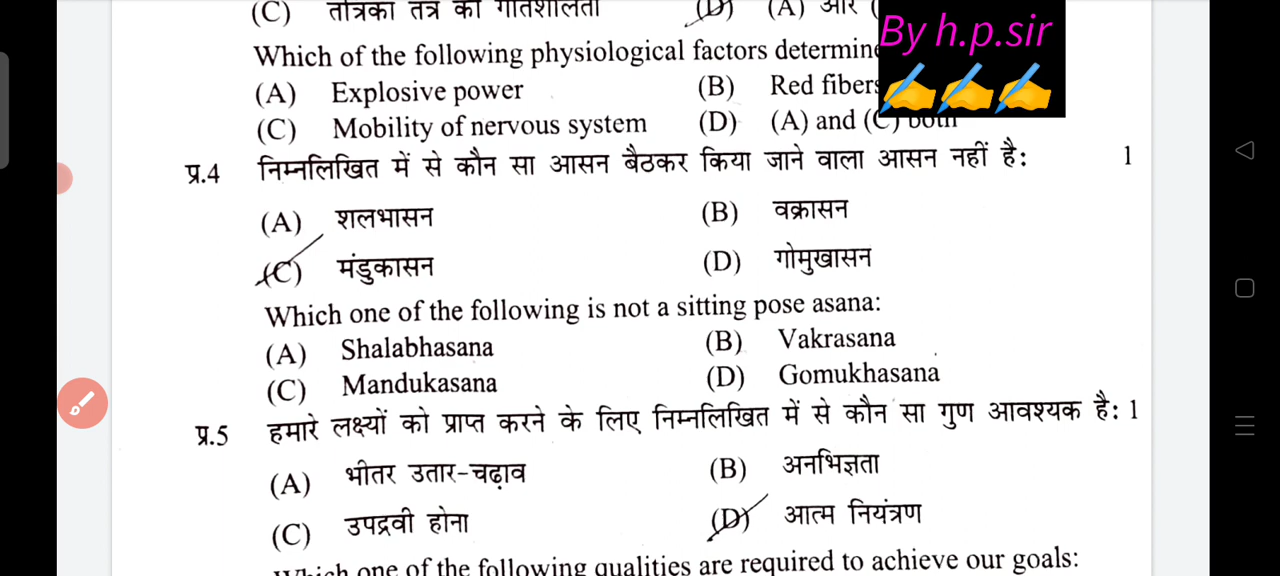 (C) तंत्रिका तंत्र की गतिशीलता (D) (A) और (
By h.p.sir
Which of the following physiological factors determine
(A) Explosive power (B) Red fibers
(C) Mobility of nervous system (D) (A) and (C) both
प्र.4 निम्नलिखित में से कौन सा आसन बैठकर किया जाने वाला आसन नहीं है: 1
(A) शलभासन (B) वक्रासन
(C) मंडुकासन (D) गोमुखासन
Which one of the following is not a sitting pose asana:
(A) Shalabhasana (B) Vakrasana
(C) Mandukasana (D) Gomukhasana
प्र.5 हमारे लक्ष्यों को प्राप्त करने के लिए निम्नलिखित में से कौन सा गुण आवश्यक है: 1
(A) भीतर उतार-चढ़ाव (B) अनभिज्ञता
(C) उपद्रवी होना (D) आत्म नियंत्रण
Which one of the following qualities are required to achieve our goals: